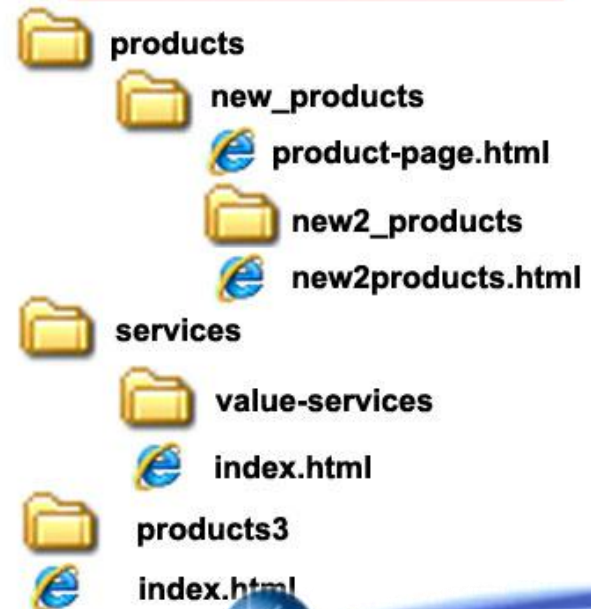 products
new_products
product-page.html
new2_products
new2products.html
services
value-services
index.html
products3
index.html